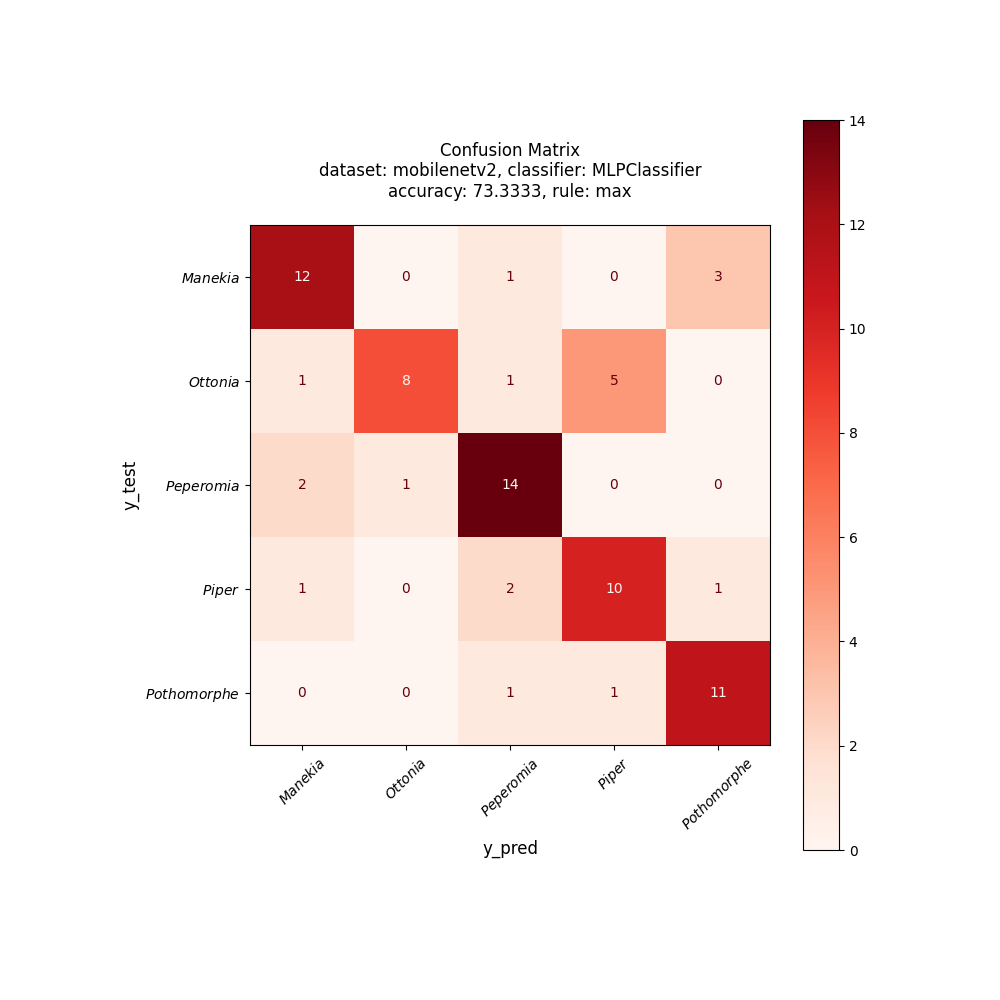 Confusion Matrix
dataset: mobilenetv2, classifier: MLPClassifier
accuracy: 73.3333, rule: max
Manekia 12 0 1 0 3
Ottonia 1 8 1 5 0
Peperomia 2 1 14 0 0
Piper 1 0 2 10 1
Pothomorphe 0 0 1 1 11
Manekia Ottonia Peperomia Piper Pothomorphe
y_test
y_pred
14
12
10
8
6
4
2
0